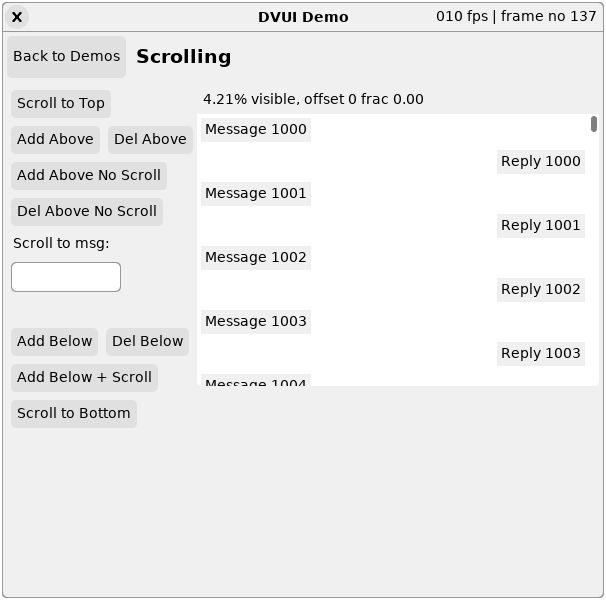 X DVUI Demo 010 fps | frame no 137
Back to Demos Scrolling
Scroll to Top
Add Above Del Above
Add Above No Scroll
Del Above No Scroll
Scroll to msg:
Add Below Del Below
Add Below + Scroll
Scroll to Bottom
4.21% visible, offset 0 frac 0.00
Message 1000
Reply 1000
Message 1001
Reply 1001
Message 1002
Reply 1002
Message 1003
Reply 1003
Message 1004